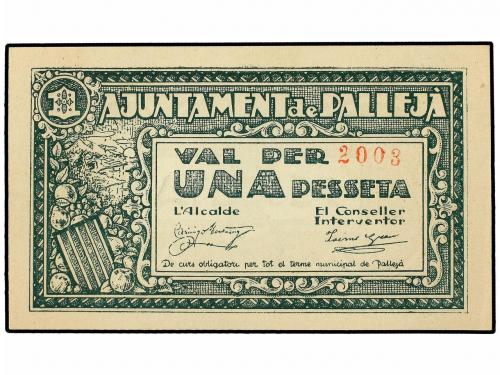 AJUNTAMENT de PALLEJÀ
VAL PER 2003
UNA PESSETA
L'Alcalde El Conseller
Interventor
De curs obligatori per tot el terme municipal de Pallejà